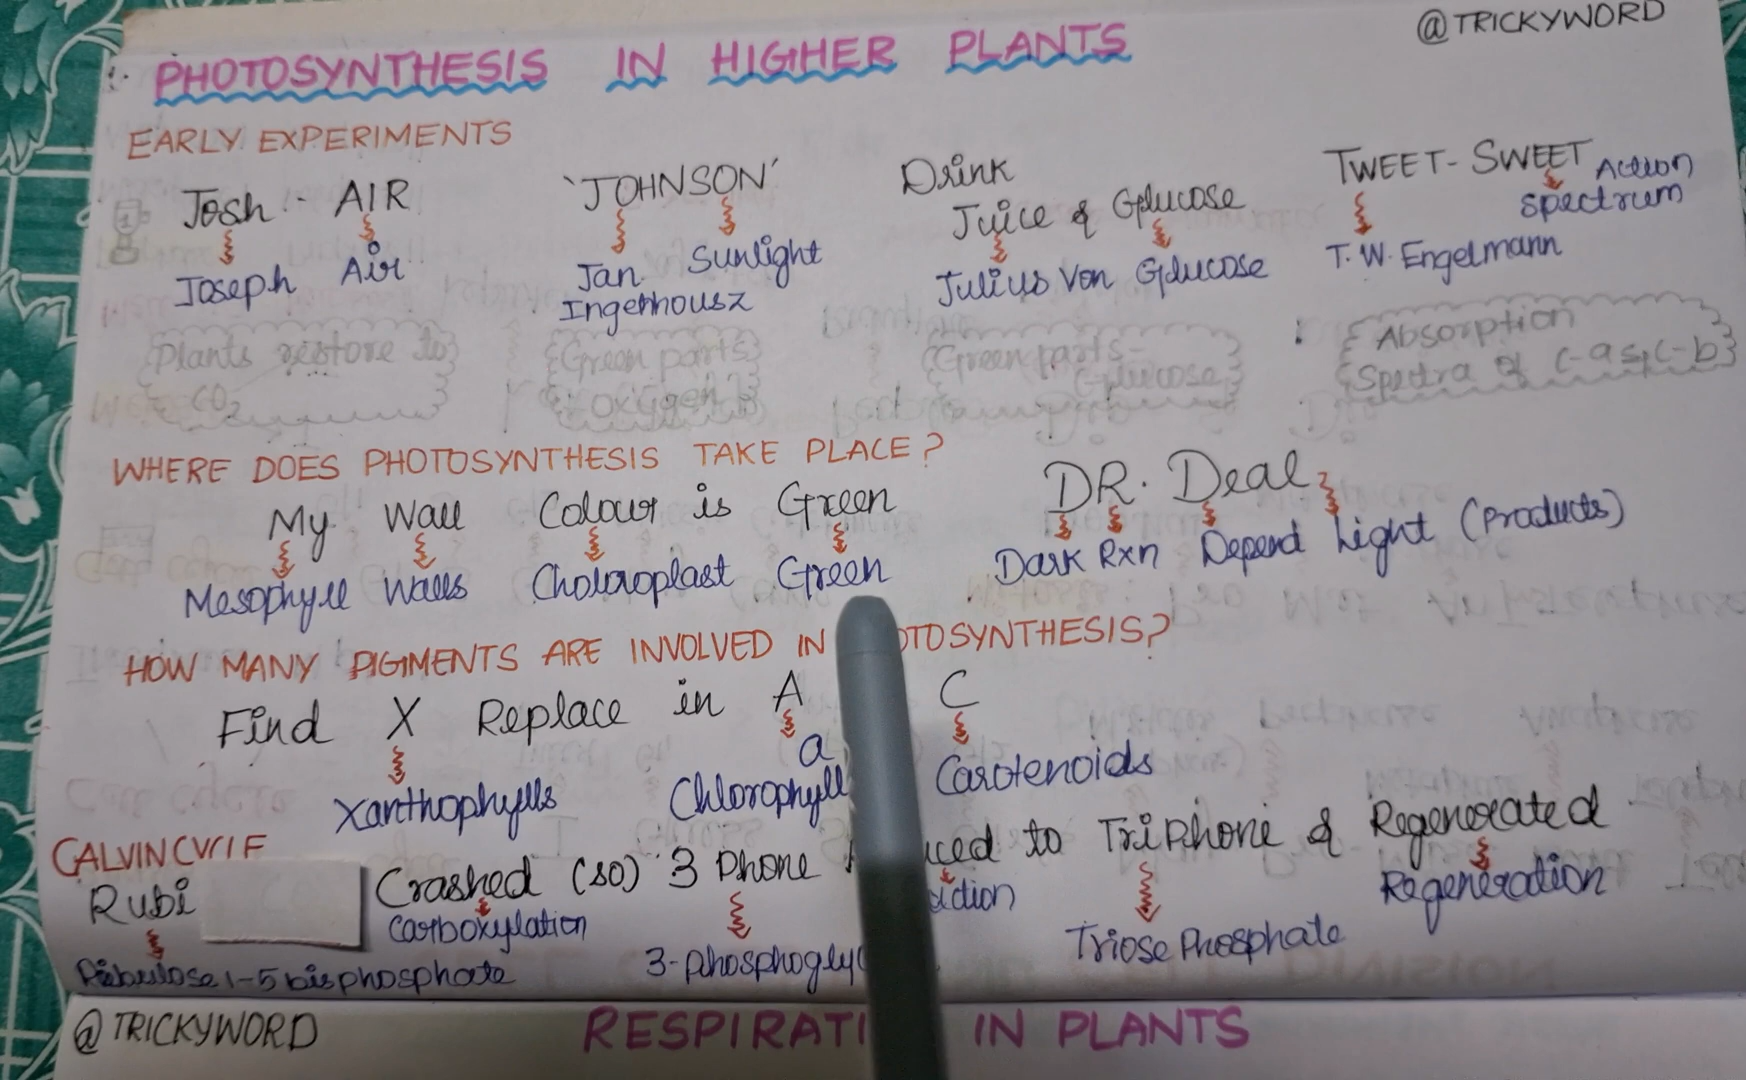 @TRICKYWORD
PHOTOSYNTHESIS IN HIGHER PLANTS
EARLY EXPERIMENTS
Josh - AIR
Joseph Air
Plants restore to
CO2
'JOHNSON'
Jan Sunlight
Ingenhousz
Green parts
oxygen
Drink
Juice & Glucose
Julius Von Glucose
Green parts-
Glucose
TWEET- SWEET Action
spectrum
T.W. Engelmann
Absorption
Spectra of c-a & c-b
WHERE DOES PHOTOSYNTHESIS TAKE PLACE?
My Wall Colour is Green
Mesophyll Walls Choloroplast Green
DR. Deal
Dark Rxn Depend Light (Products)
HOW MANY PIGMENTS ARE INVOLVED IN OTOSYNTHESIS?
Find X Replace in A C
a
Xanthophylls Chlorophyll Carotenoids
CALVIN
Rubi Crashed (so) 3 Phone uced to Triphone & Regenerated
Carboxylation ction Regeneration
Ribulose 1-5 bisphosphate 3-phosphogly Triose Phosphate
@TRICKYWORD RESPIRATI IN PLANTS